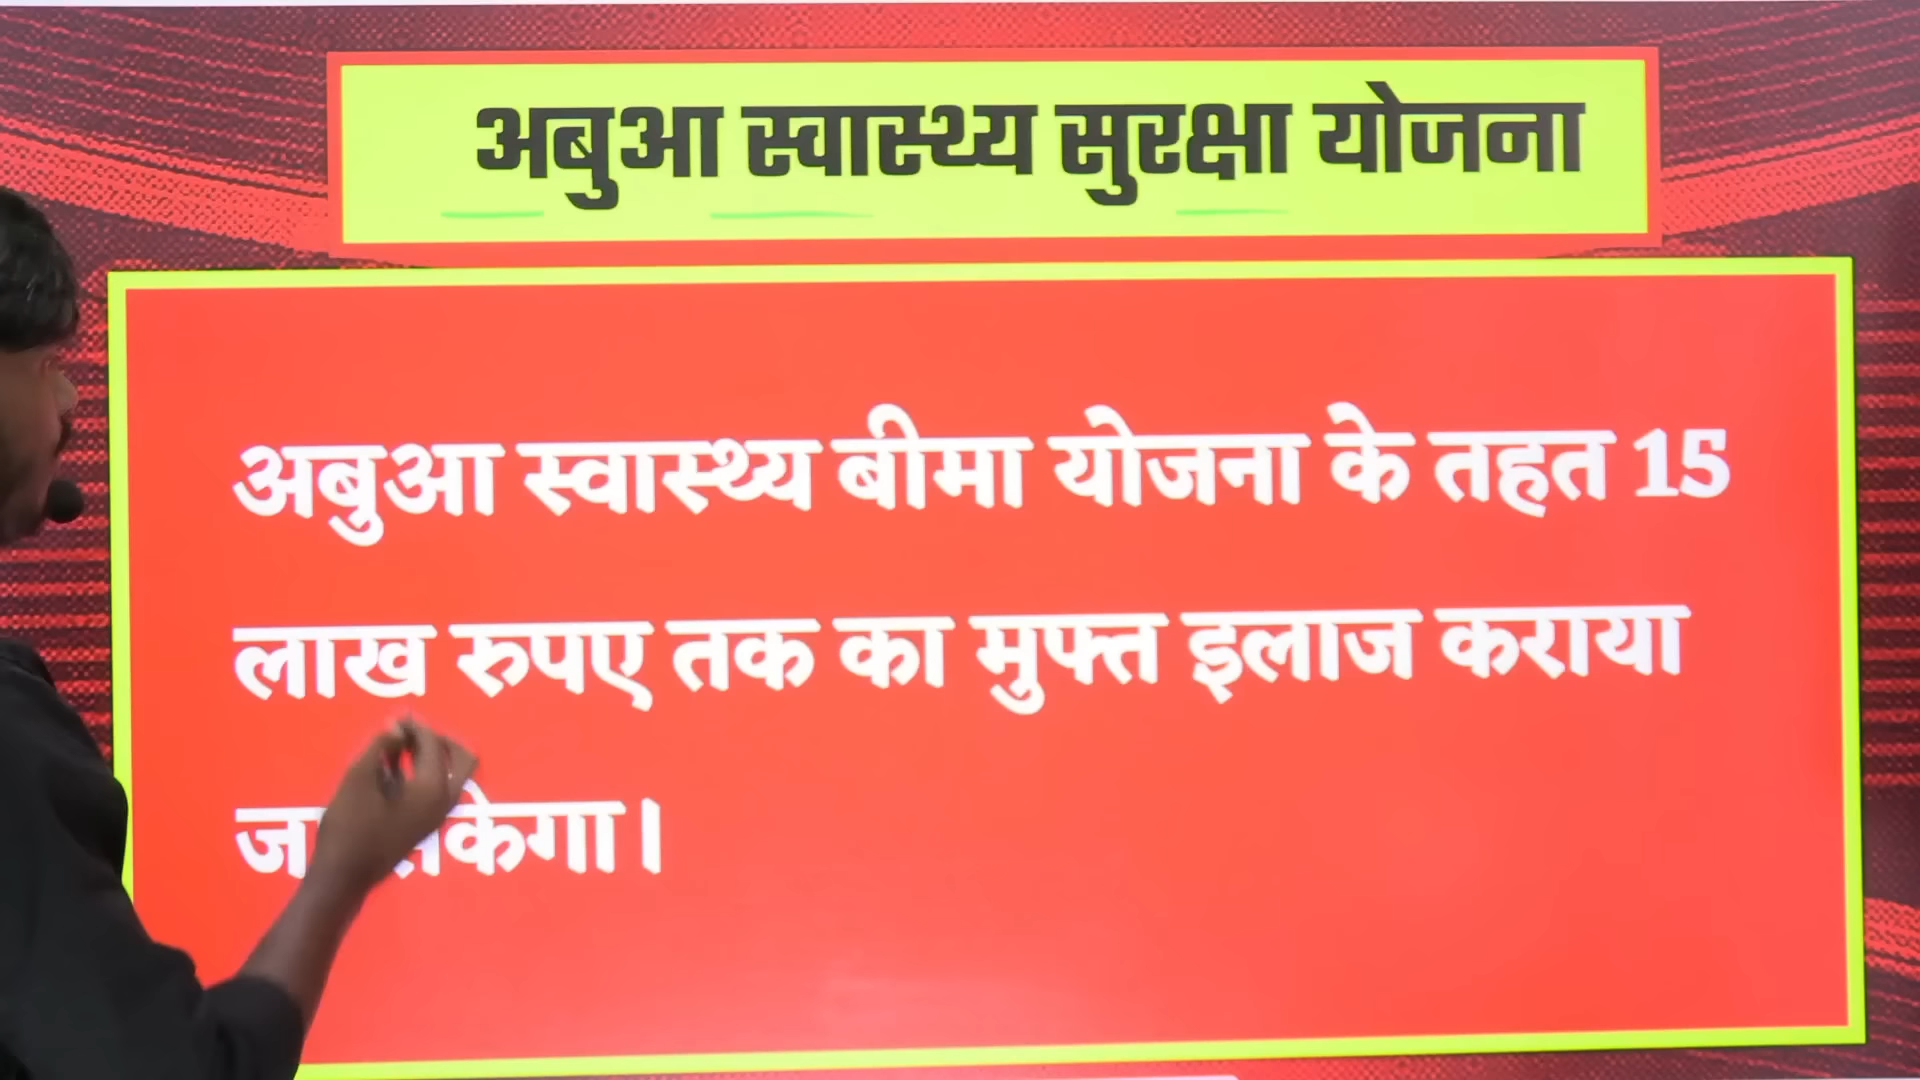 अबुआ स्वास्थ्य सुरक्षा योजना
अबुआ स्वास्थ्य बीमा योजना के तहत 15
लाख रुपए तक का मुफ्त इलाज कराया